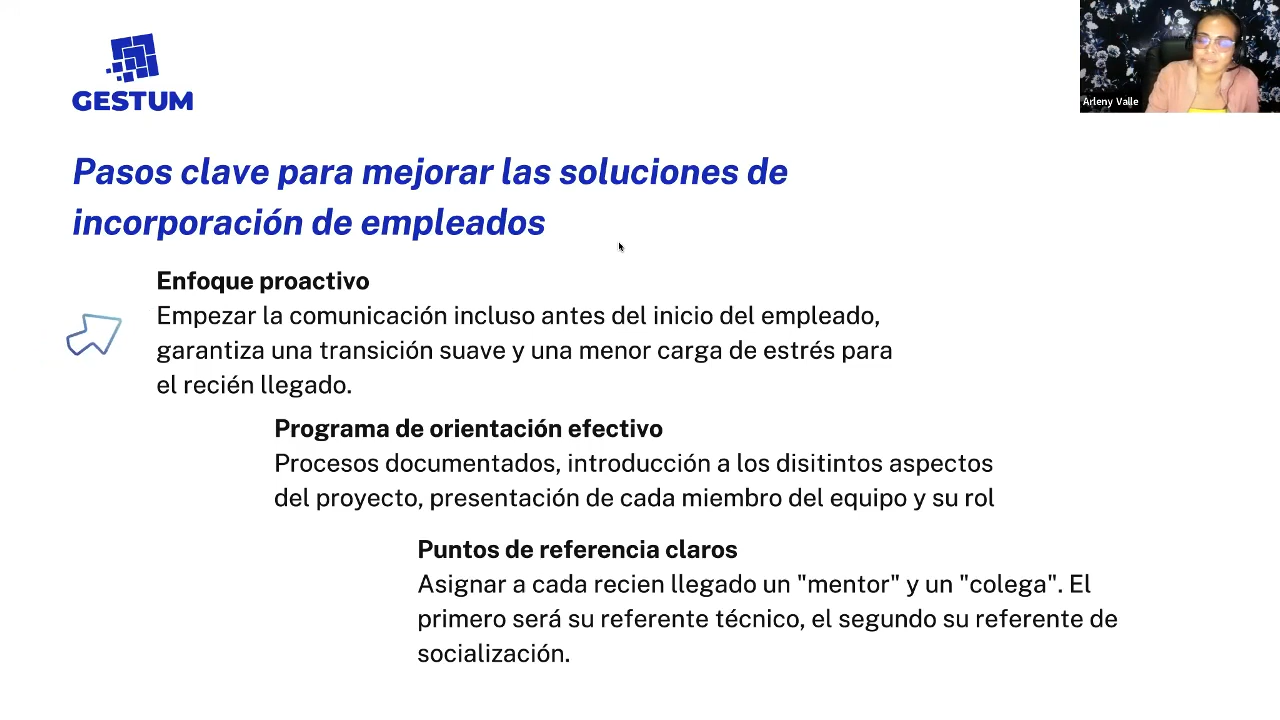 GESTUM
Arleny Valle
Pasos clave para mejorar las soluciones de
incorporación de empleados
Enfoque proactivo
Empezar la comunicación incluso antes del inicio del empleado,
garantiza una transición suave y una menor carga de estrés para
el recién llegado.
Programa de orientación efectivo
Procesos documentados, introducción a los disitintos aspectos
del proyecto, presentación de cada miembro del equipo y su rol
Puntos de referencia claros
Asignar a cada recien llegado un "mentor" y un "colega". El
primero será su referente técnico, el segundo su referente de
socialización.